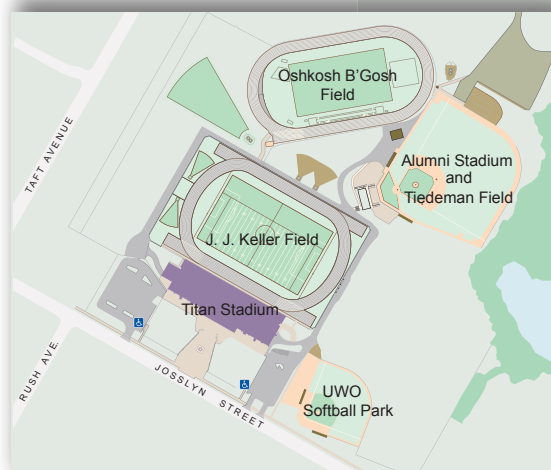 Oshkosh B'Gosh
Field
TAFT AVENUE
Alumni Stadium
and
Tiedeman Field
J. J. Keller Field
Titan Stadium
RUSH AVE.
JOSSLYN STREET
UWO
Softball Park